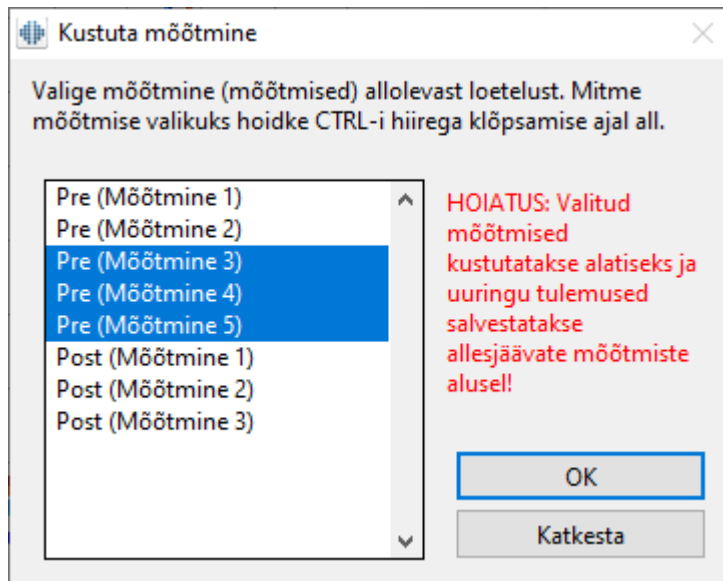 Kustuta mõõtmine
Valige mõõtmine (mõõtmised) allolevast loetelust. Mitme
mõõtmise valikuks hoidke CTRL-i hiirega klõpsamise ajal all.
Pre (Mõõtmine 1)
Pre (Mõõtmine 2)
Pre (Mõõtmine 3)
Pre (Mõõtmine 4)
Pre (Mõõtmine 5)
Post (Mõõtmine 1)
Post (Mõõtmine 2)
Post (Mõõtmine 3)
HOIATUS: Valitud
mõõtmised
kustutatakse alatiseks ja
uuringu tulemused
salvestatakse
allesjäävate mõõtmiste
alusel!
OK
Katkesta